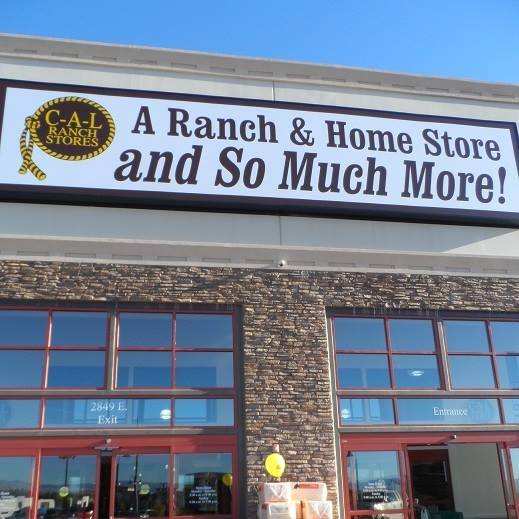 C-A-L
RANCH
STORES
A Ranch & Home Store
and So Much More!
2849 E.
Exit
Entrance